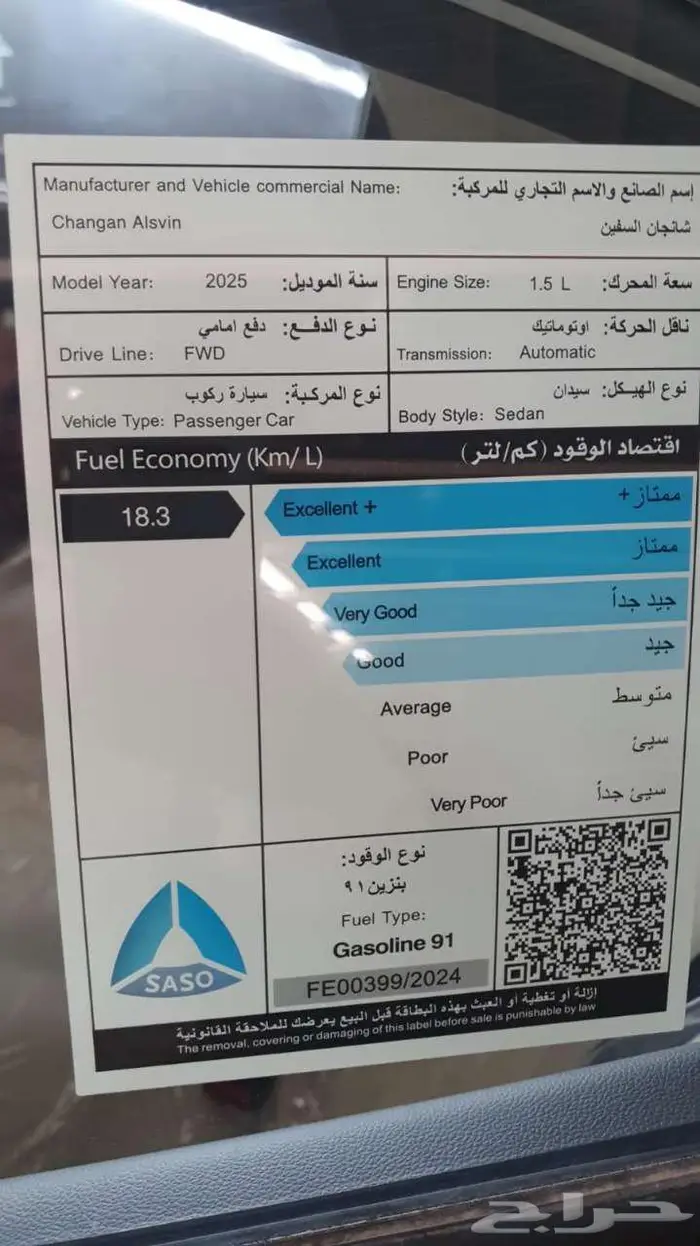 Manufacturer and Vehicle commercial Name: إسم الصانع والاسم التجاري للمركبة:
Changan Alsvin شانجان السفين
Model Year: 2025 سنة الموديل: Engine Size: 1.5 L سعة المحرك:
نوع الدفــع: دفع امامي ناقل الحركة: اوتوماتيك
Drive Line: FWD Transmission: Automatic
نوع المركبة: سيارة ركوب نوع الهيكل: سيدان
Vehicle Type: Passenger Car Body Style: Sedan
Fuel Economy (Km/ L) اقتصاد الوقود (كم/لتر)
18.3 Excellent + ممتاز +
Excellent ممتاز
Very Good جيد جداً
Good جيد
Average متوسط
Poor سيئ
Very Poor سيئ جداً
نوع الوقود:
بنزين ٩١
Fuel Type:
Gasoline 91
SASO
FE00399/2024
إزالة أو تغطية أو العبث بهذه البطاقة قبل البيع يعرضك للملاحقة القانونية
The removal, covering or damaging of this label before sale is punishable by law
حراج